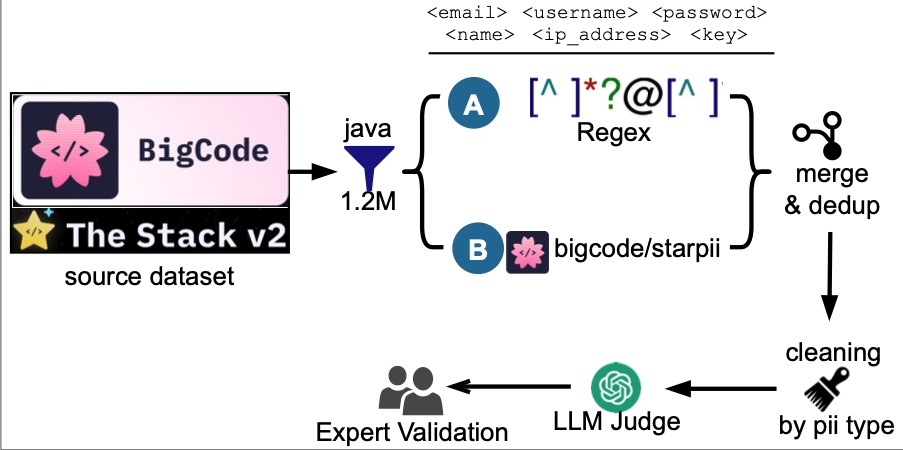 <email> <username> <password>
<name> <ip_address> <key>
BigCode
The Stack v2
source dataset
java
1.2M
A
[^ ]*?@[^ ]
Regex
B
bigcode/starpii
merge
& dedup
cleaning
by pii type
LLM Judge
Expert Validation